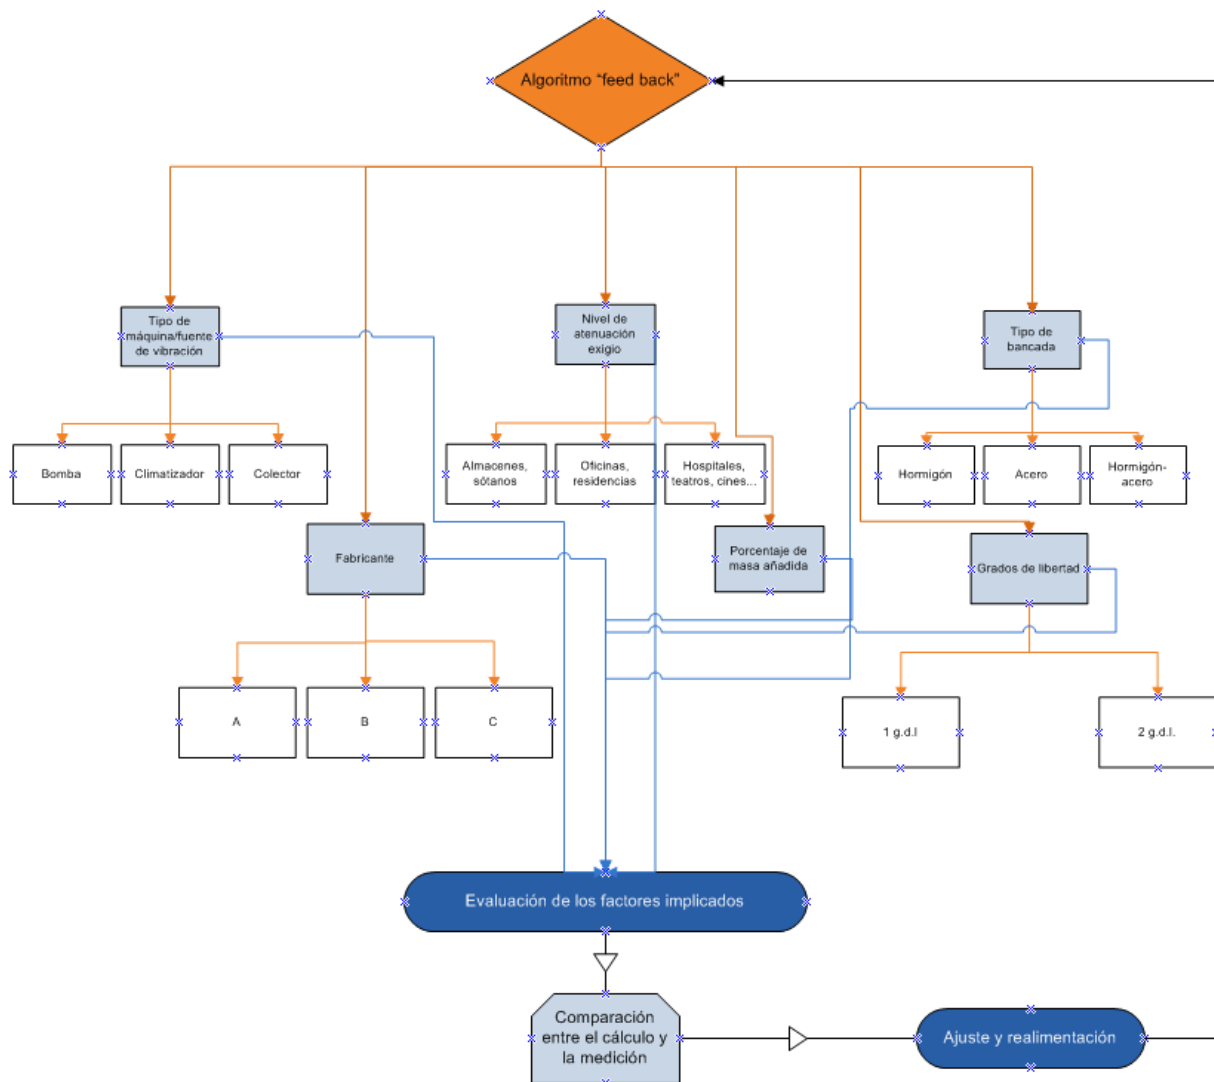 Algoritmo “feed back”
Tipo de
máquina/fuente
de vibración
Nivel de
atenuación
exigio
Tipo de
bancada
Bomba
Climatizador
Colector
Almacenes,
sótanos
Oficinas,
residencias
Hospitales,
teatros, cines...
Hormigón
Acero
Hormigón-
acero
Fabricante
Porcentaje de
masa añadida
Grados de libertad
A
B
C
1 g.d.l
2 g.d.l.
Evaluación de los factores implicados
Comparación
entre el cálculo y
la medición
Ajuste y realimentación